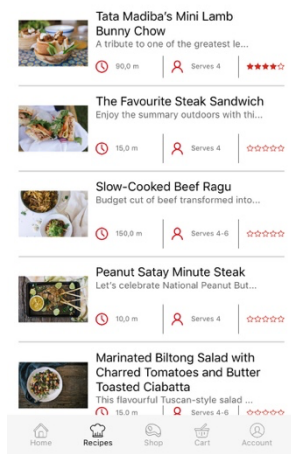 Tata Madiba's Mini Lamb
Bunny Chow
A tribute to one of the greatest le...
90,0 m Serves 4
The Favourite Steak Sandwich
Enjoy the summary outdoors with thi...
15,0 m Serves 4
Slow-Cooked Beef Ragu
Budget cut of beef transformed into...
150,0 m Serves 4-6
Peanut Satay Minute Steak
Let's celebrate National Peanut But...
10,0 m Serves 4
Marinated Biltong Salad with
Charred Tomatoes and Butter
Toasted Ciabatta
This flavourful Tuscan-style salad ...
15,0 m Serves 4-6
Home Recipes Shop Cart Account